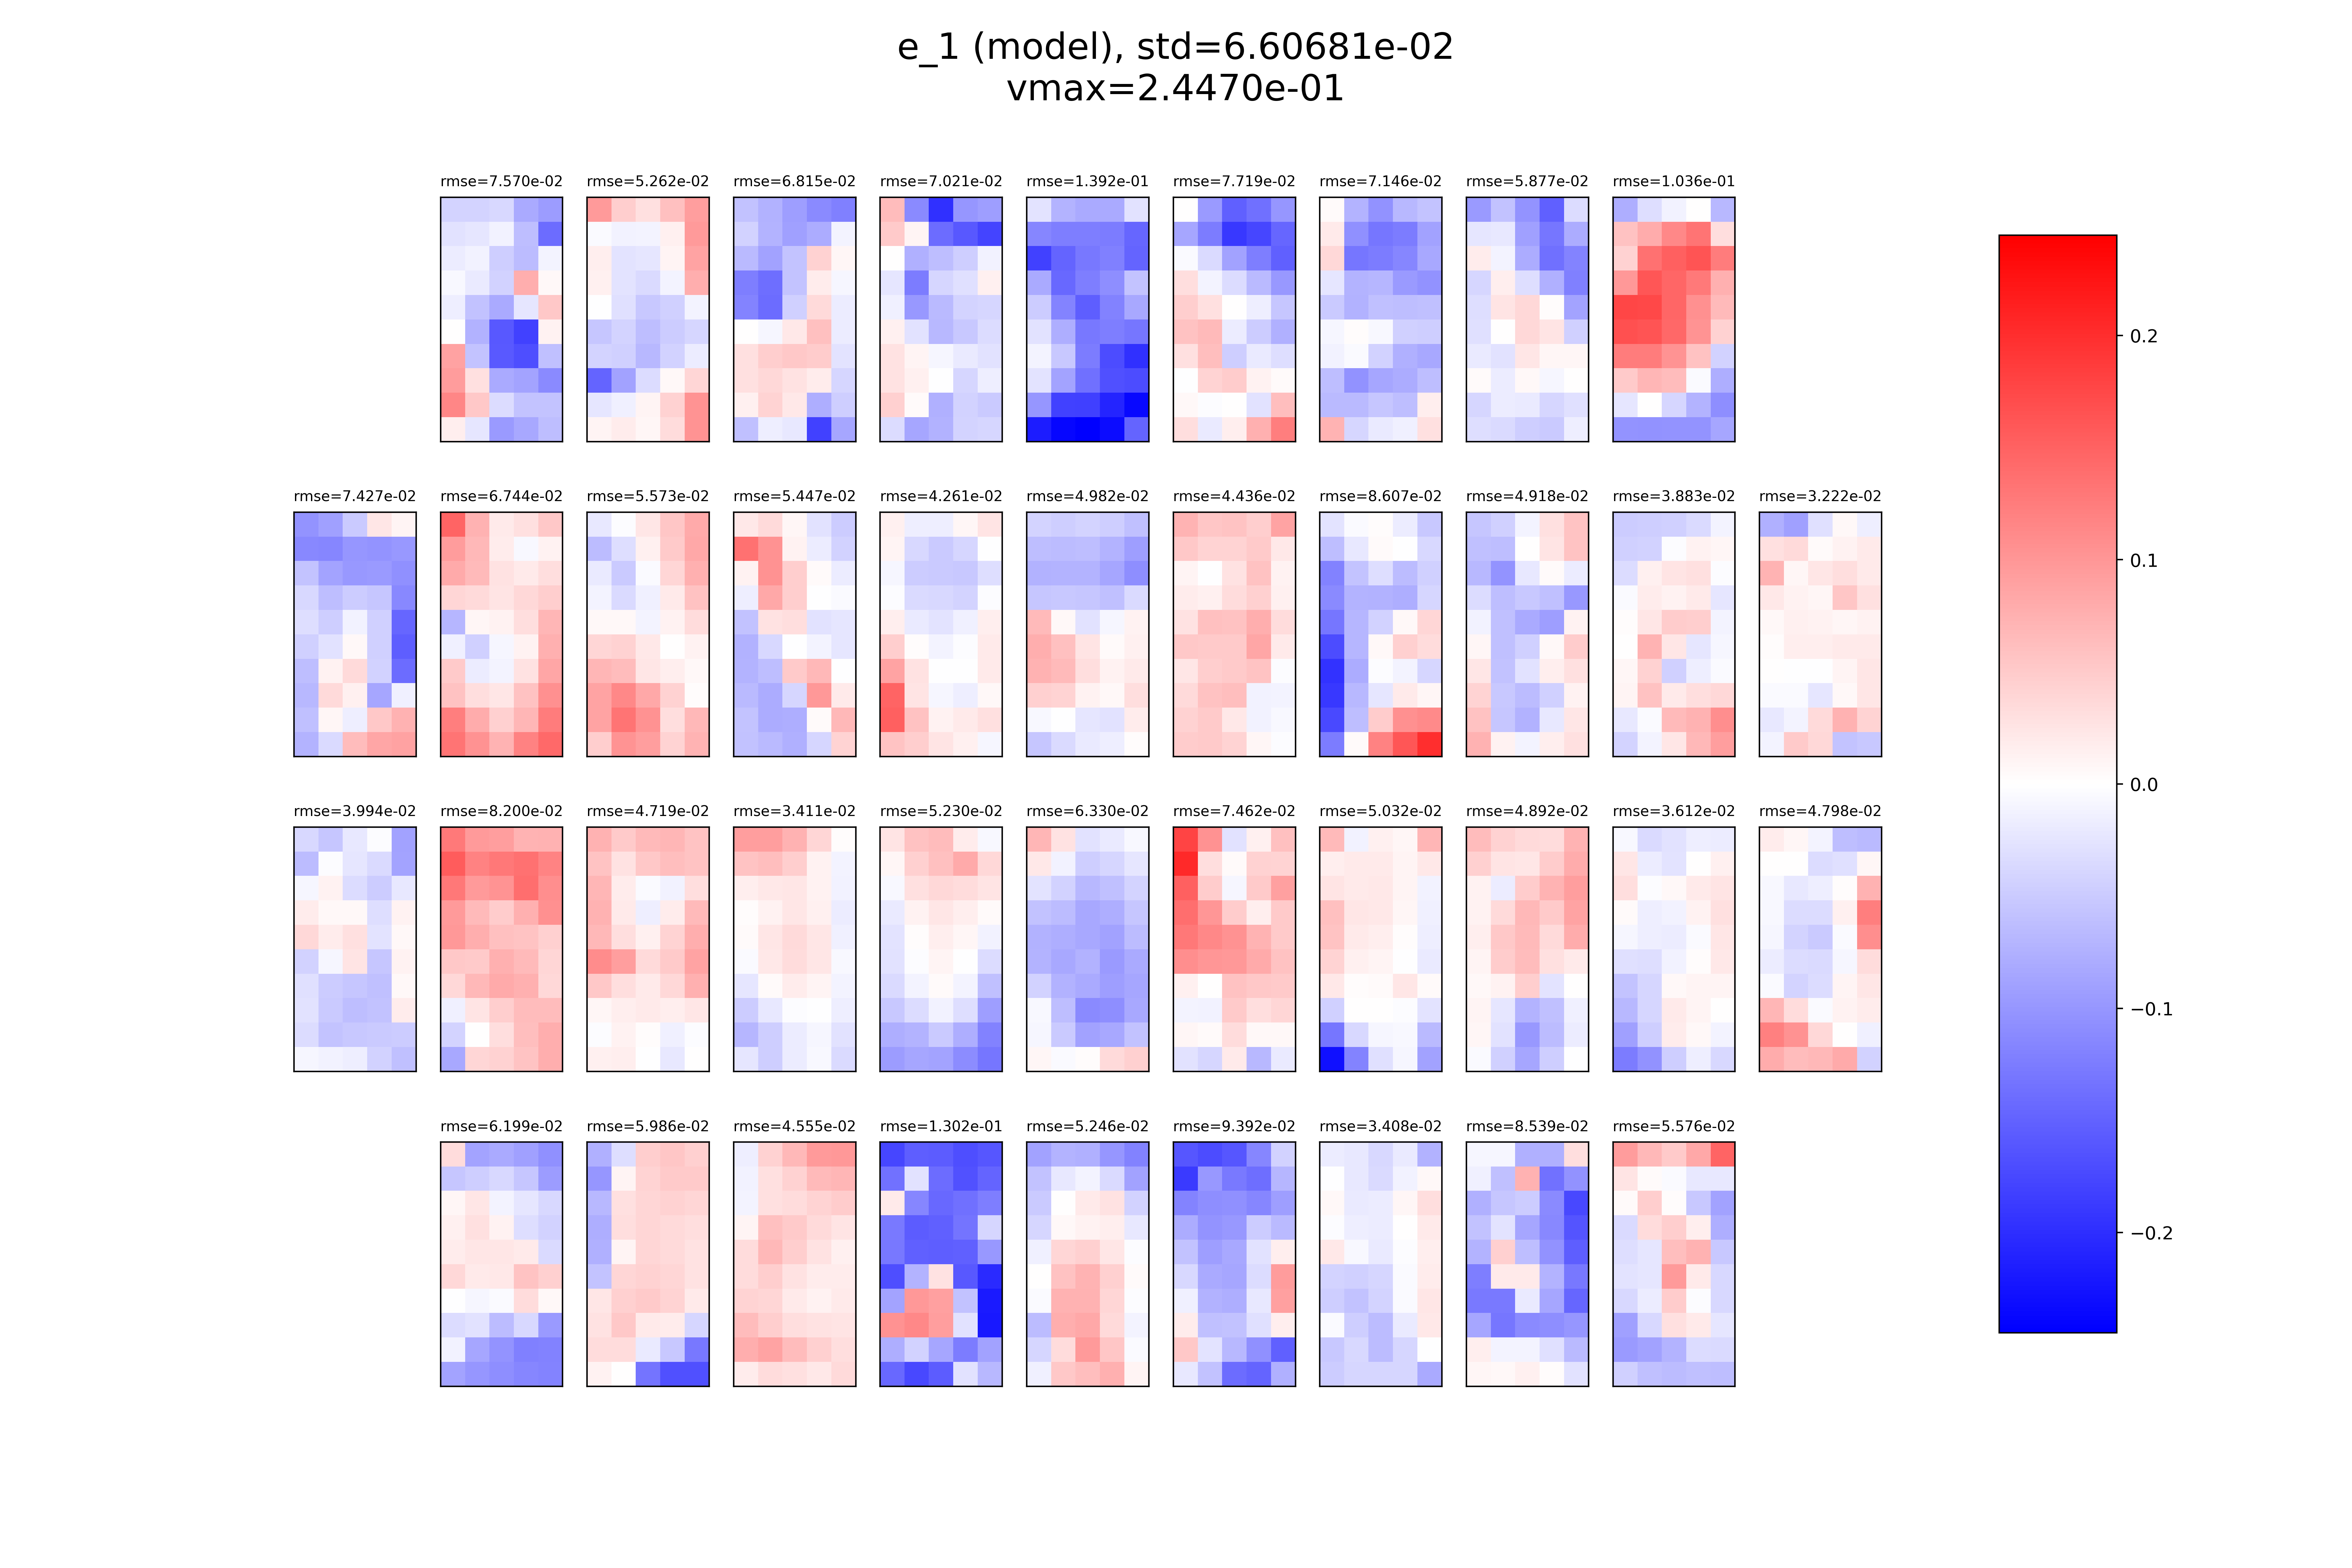 e_1 (model), std=6.60681e-02
vmax=2.4470e-01
rmse=7.570e-02 rmse=5.262e-02 rmse=6.815e-02 rmse=7.021e-02 rmse=1.392e-01 rmse=7.719e-02 rmse=7.146e-02 rmse=5.877e-02 rmse=1.036e-01
rmse=7.427e-02 rmse=6.744e-02 rmse=5.573e-02 rmse=5.447e-02 rmse=4.261e-02 rmse=4.982e-02 rmse=4.436e-02 rmse=8.607e-02 rmse=4.918e-02 rmse=3.883e-02 rmse=3.222e-02
rmse=3.994e-02 rmse=8.200e-02 rmse=4.719e-02 rmse=3.411e-02 rmse=5.230e-02 rmse=6.330e-02 rmse=7.462e-02 rmse=5.032e-02 rmse=4.892e-02 rmse=3.612e-02 rmse=4.798e-02
rmse=6.199e-02 rmse=5.986e-02 rmse=4.555e-02 rmse=1.302e-01 rmse=5.246e-02 rmse=9.392e-02 rmse=3.408e-02 rmse=8.539e-02 rmse=5.576e-02
0.2
0.1
0.0
−0.1
−0.2